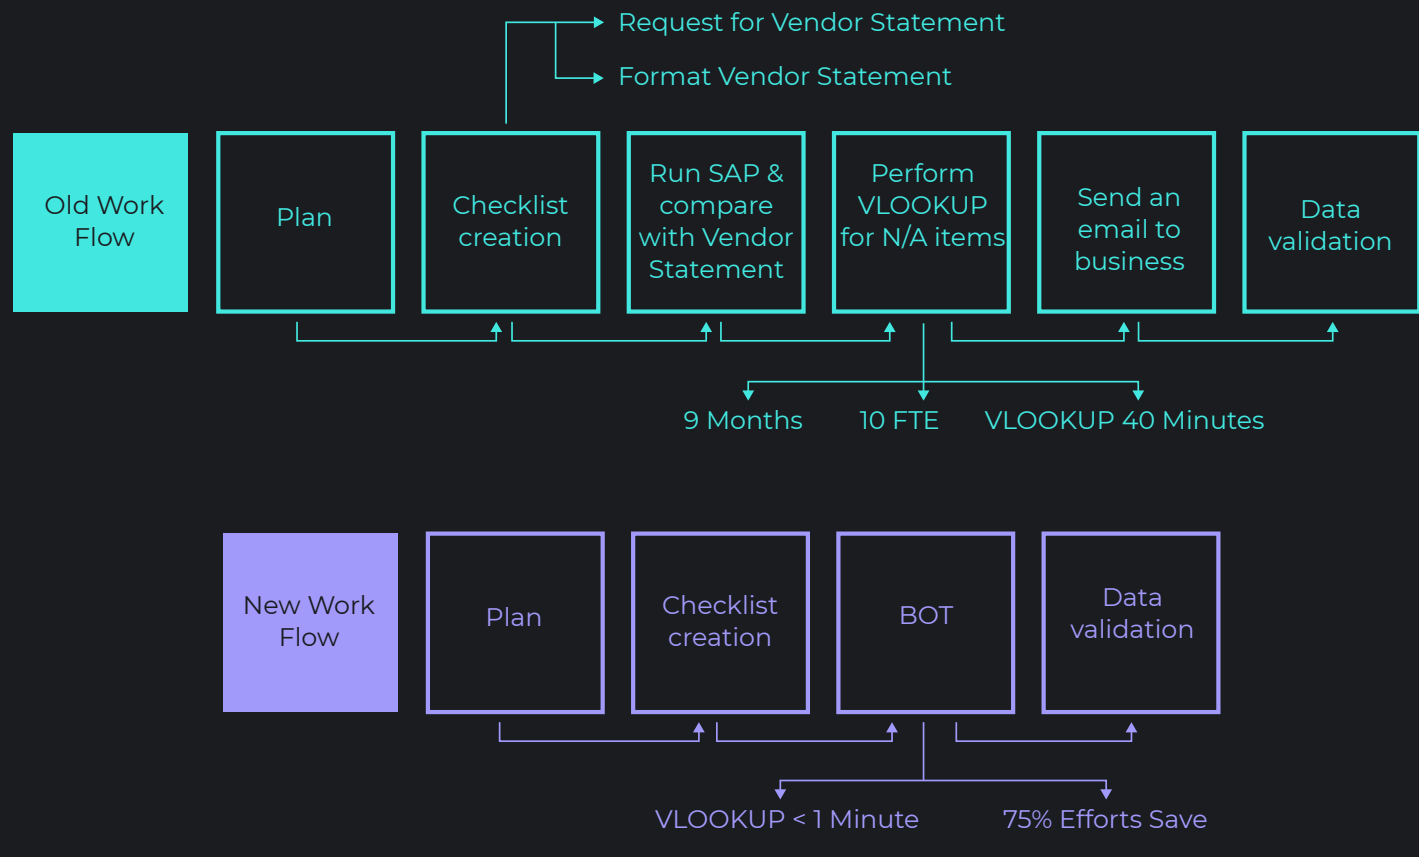 Request for Vendor Statement
Format Vendor Statement
Old Work
Flow
Plan
Checklist
creation
Run SAP &
compare
with Vendor
Statement
Perform
VLOOKUP
for N/A items
Send an
email to
business
Data
validation
9 Months
10 FTE
VLOOKUP 40 Minutes
New Work
Flow
Plan
Checklist
creation
BOT
Data
validation
VLOOKUP < 1 Minute
75% Efforts Save